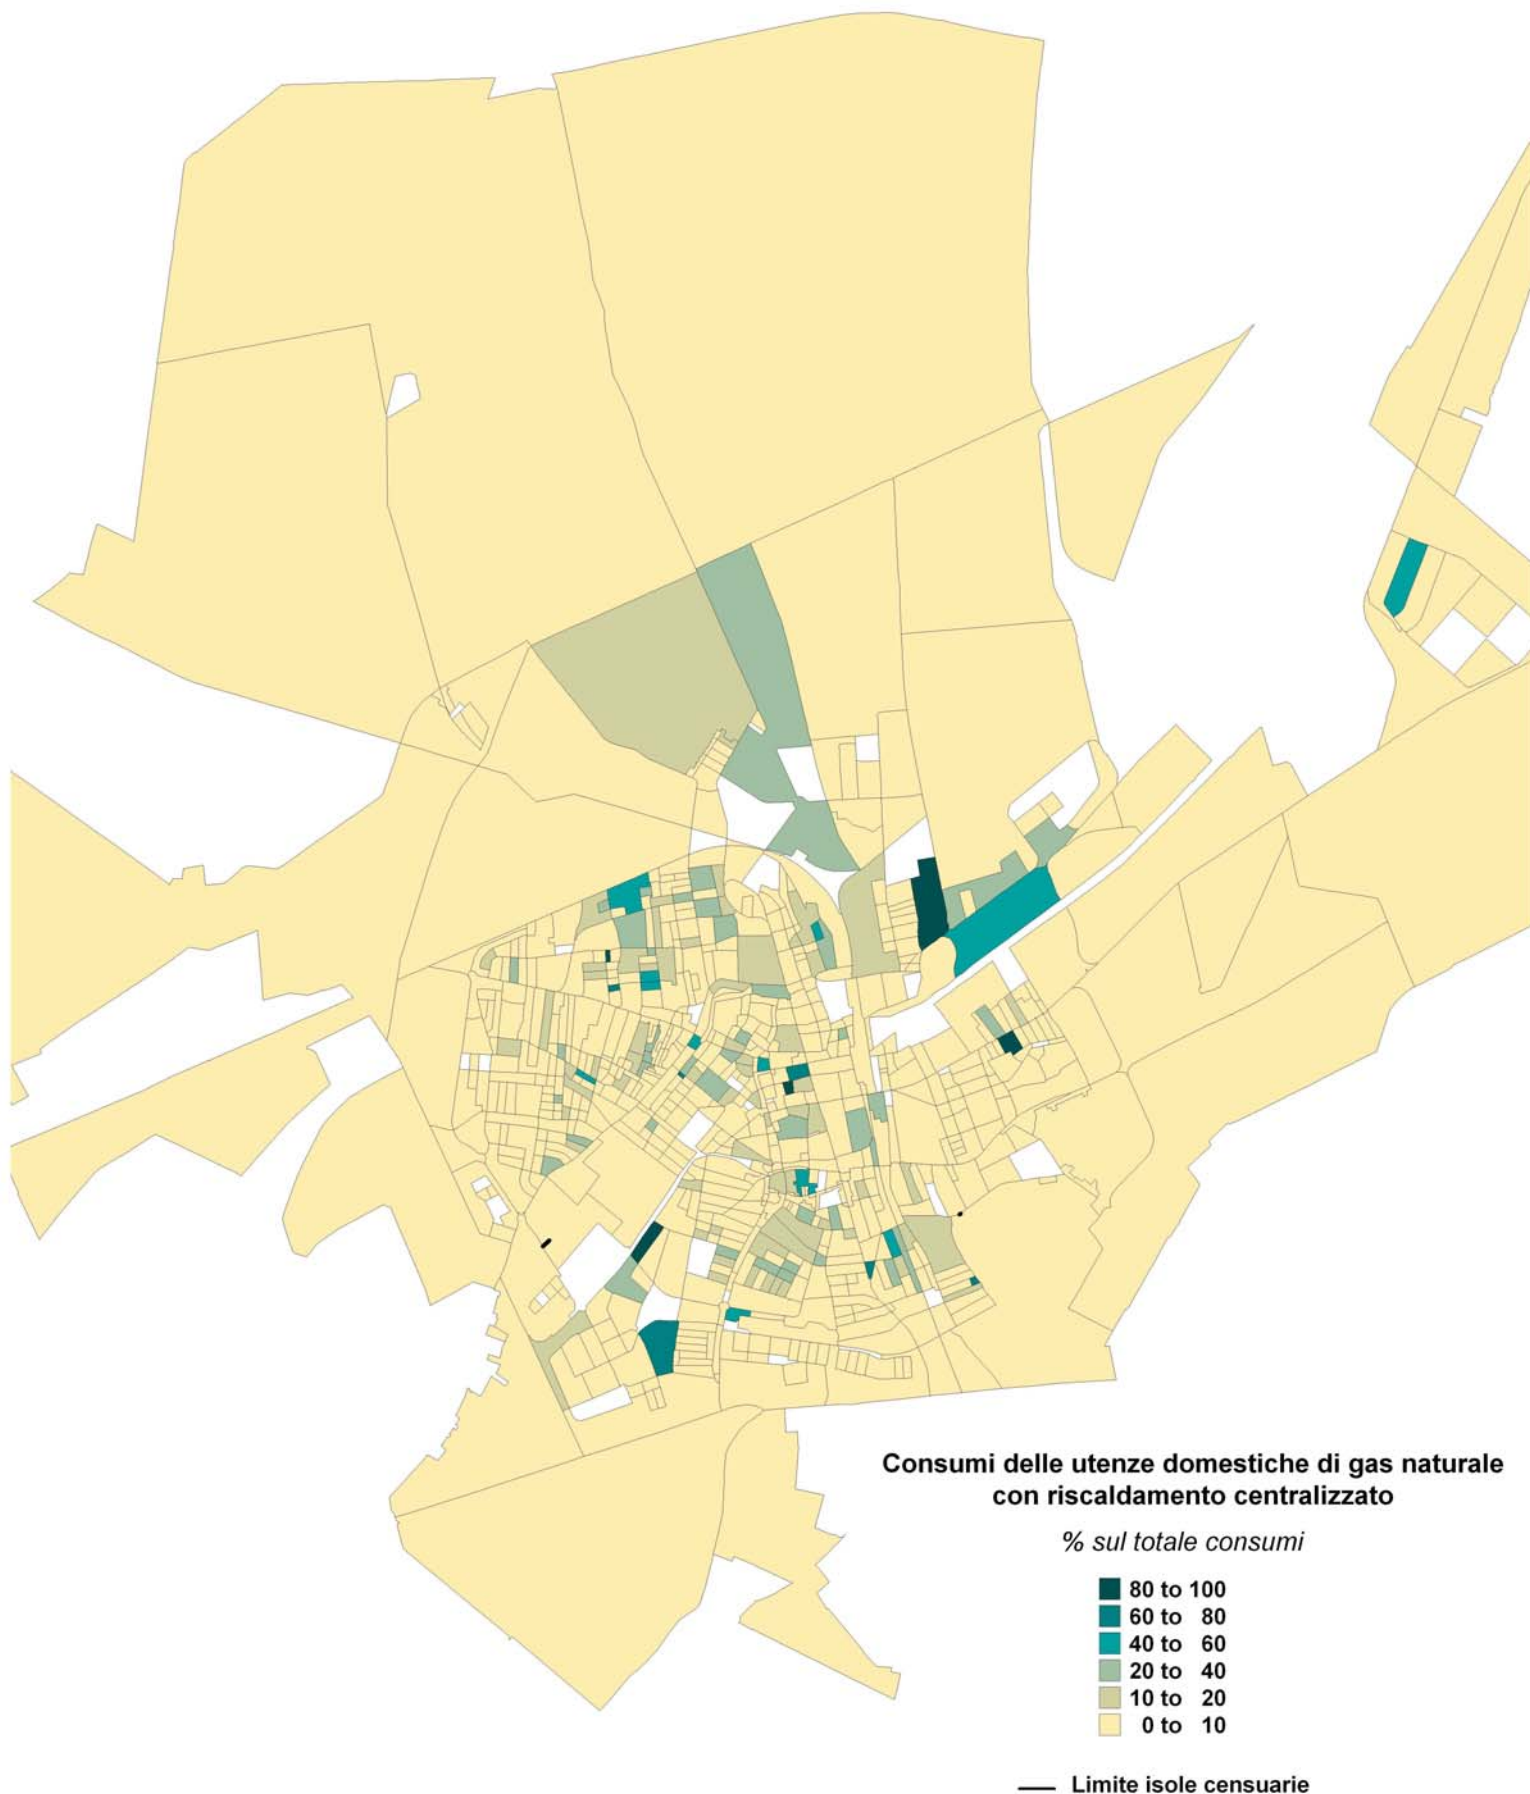 Consumi delle utenze domestiche di gas naturale
con riscaldamento centralizzato
% sul totale consumi
80 to 100
60 to 80
40 to 60
20 to 40
10 to 20
0 to 10
Limite isole censuarie